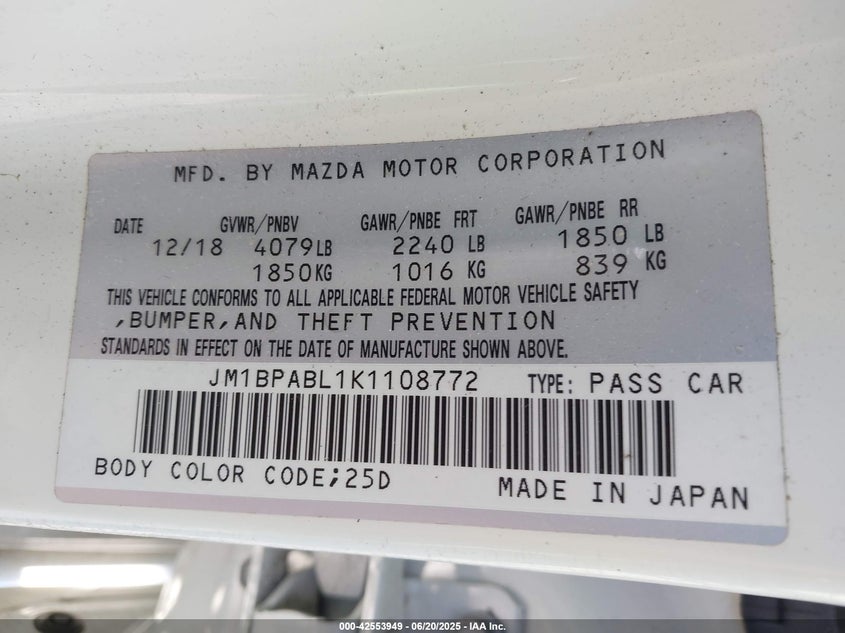 MFD. BY MAZDA MOTOR CORPORATION
DATE GVWR/PNBV GAWR/PNBE FRT GAWR/PNBE RR
12/18 4079LB 2240 LB 1850 LB
1850KG 1016 KG 839 KG
THIS VEHICLE CONFORMS TO ALL APPLICABLE FEDERAL MOTOR VEHICLE SAFETY
,BUMPER,AND THEFT PREVENTION
STANDARDS IN EFFECT ON THE DATE OF MANUFACTURE SHOWN ABOVE.
JM1BPABL1K1108772 TYPE: PASS CAR
BODY COLOR CODE;25D
MADE IN JAPAN
000-42553949 - 06/20/2025 - IAA Inc.